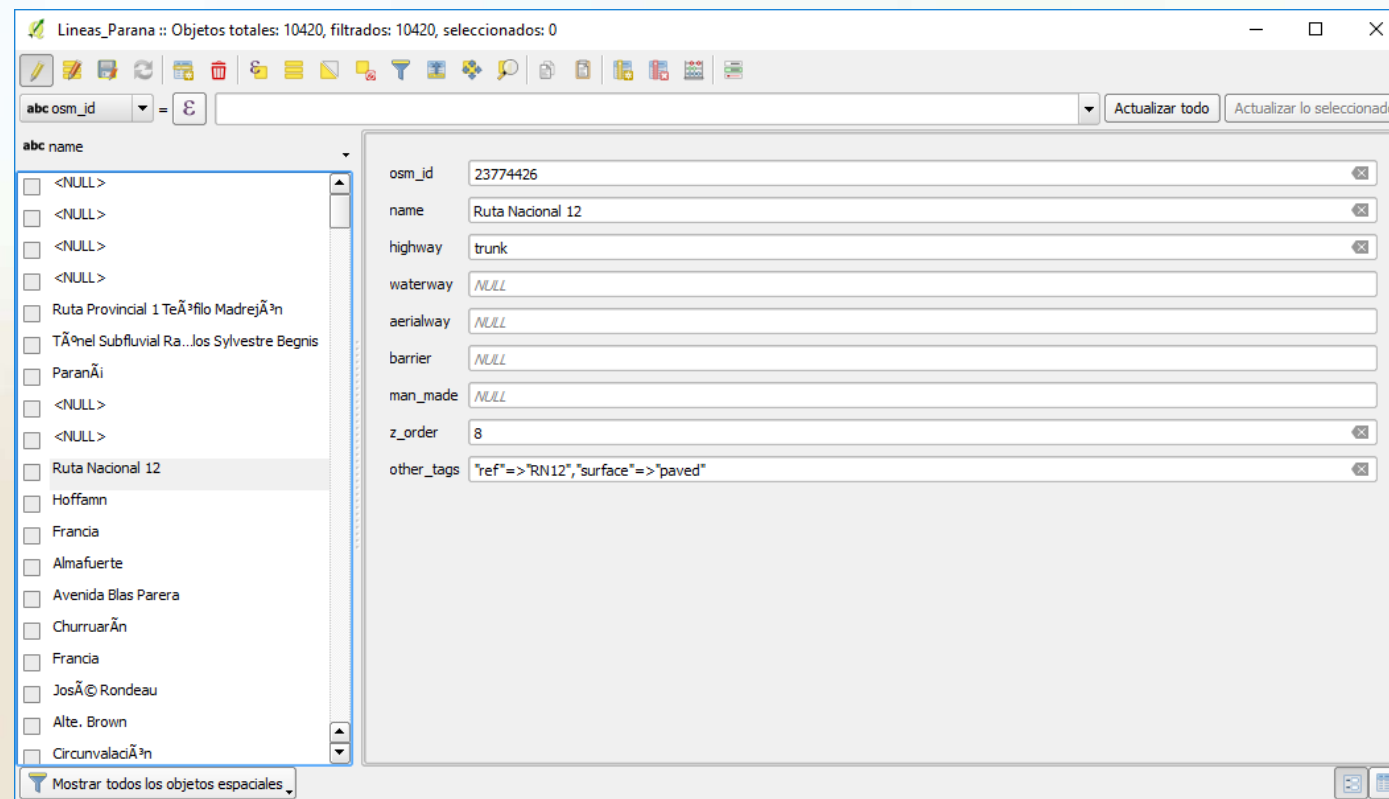 Lineas_Parana :: Objetos totales: 10420, filtrados: 10420, seleccionados: 0
abc osm_id = ε Actualizar todo Actualizar lo seleccionado
abc name
<NULL>
<NULL>
<NULL>
<NULL>
Ruta Provincial 1 TeÃ³filo MadrejÃ³n
TÃºnel Subfluvial Ra...los Sylvestre Begnis
ParanÃ¡
<NULL>
<NULL>
Ruta Nacional 12
Hoffamn
Francia
Almafuerte
Avenida Blas Parera
ChurruarÃ­n
Francia
JosÃ© Rondeau
Alte. Brown
CircunvalaciÃ³n
osm_id 23774426
name Ruta Nacional 12
highway trunk
waterway NULL
aerialway NULL
barrier NULL
man_made NULL
z_order 8
other_tags "ref"=>"RN12","surface"=>"paved"
Mostrar todos los objetos espaciales